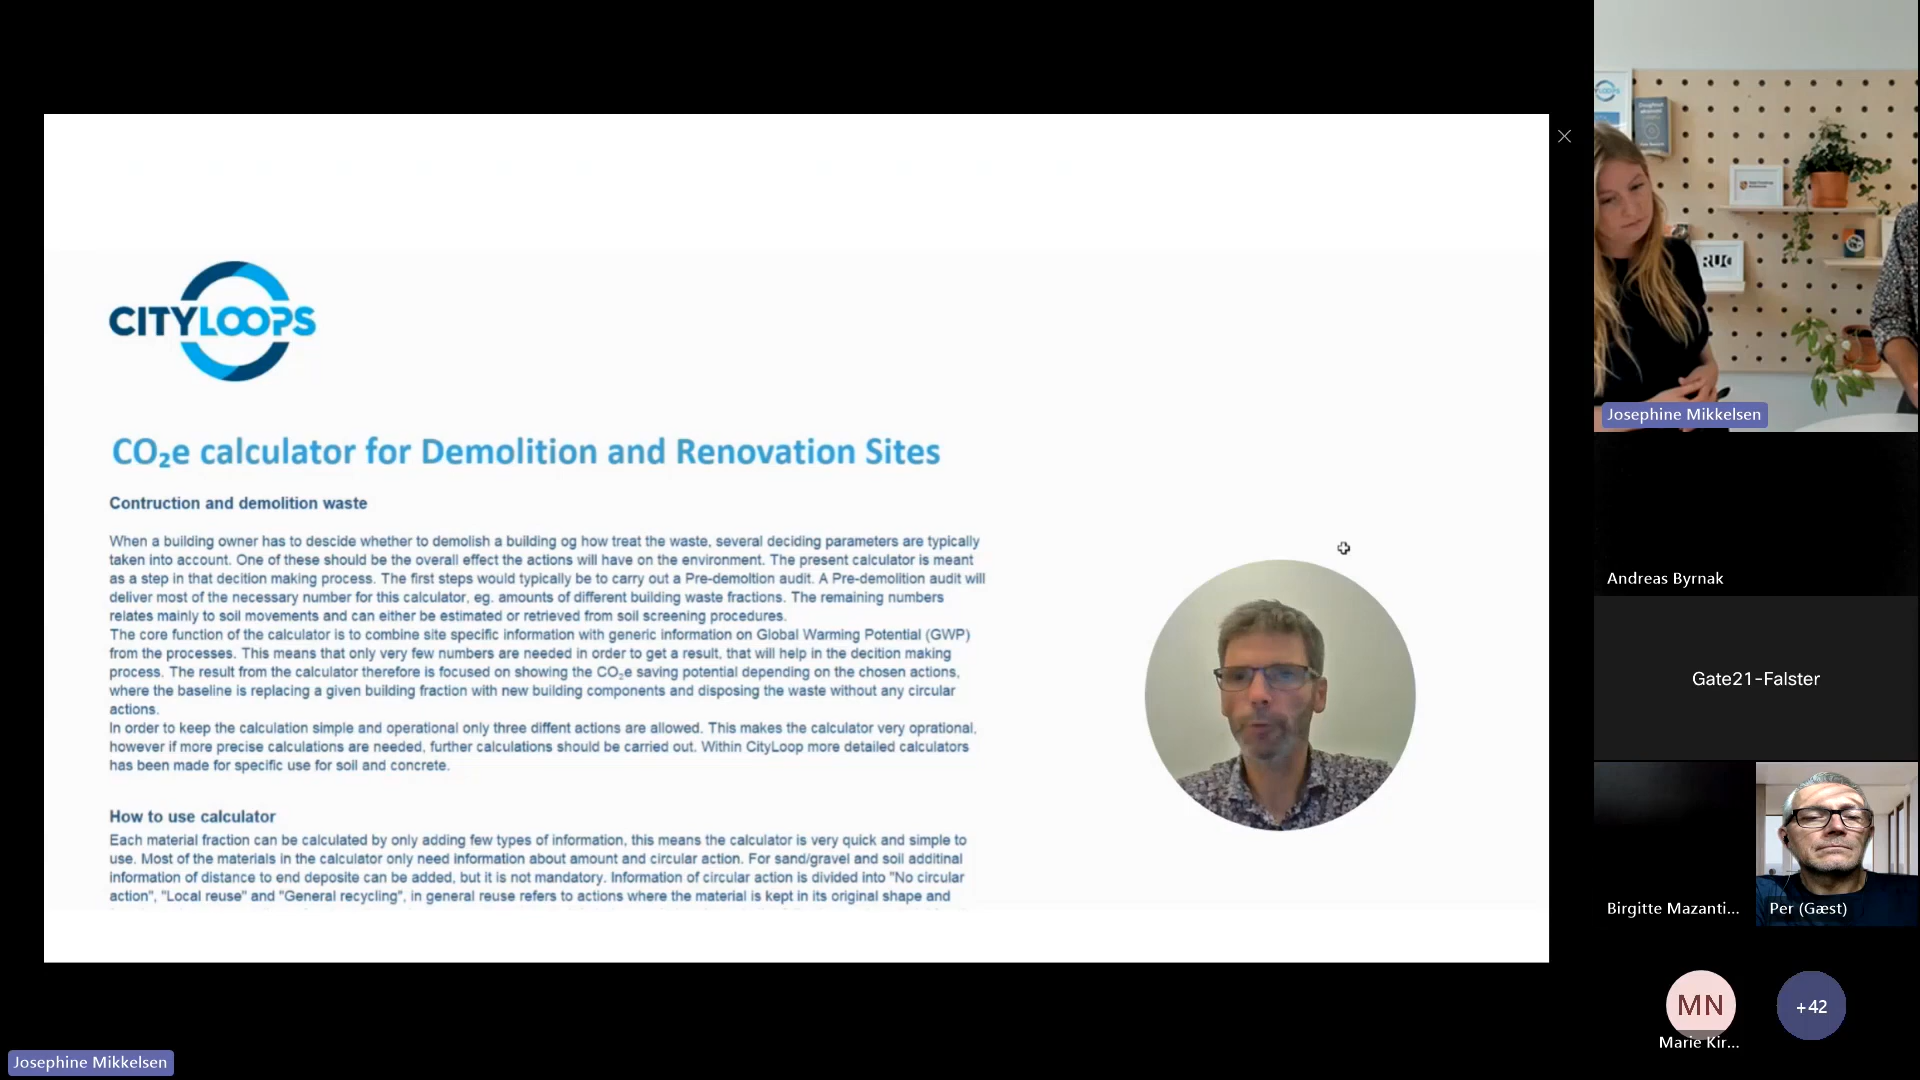 CITYLOOPS
CO₂e calculator for Demolition and Renovation Sites
Contruction and demolition waste
When a building owner has to descide whether to demolish a building og how treat the waste, several deciding parameters are typically
taken into account. One of these should be the overall effect the actions will have on the environment. The present calculator is meant
as a step in that decition making process. The first steps would typically be to carry out a Pre-demoltion audit. A Pre-demolition audit will
deliver most of the necessary number for this calculator, eg. amounts of different building waste fractions. The remaining numbers
relates mainly to soil movements and can either be estimated or retrieved from soil screening procedures.
The core function of the calculator is to combine site specific information with generic information on Global Warming Potential (GWP)
from the processes. This means that only very few numbers are needed in order to get a result, that will help in the decition making
process. The result from the calculator therefore is focused on showing the CO₂e saving potential depending on the chosen actions,
where the baseline is replacing a given building fraction with new building components and disposing the waste without any circular
actions.
In order to keep the calculation simple and operational only three diffent actions are allowed. This makes the calculator very oprational,
however if more precise calculations are needed, further calculations should be carried out. Within CityLoop more detailed calculators
has been made for specific use for soil and concrete.
How to use calculator
Each material fraction can be calculated by only adding few types of information, this means the calculator is very quick and simple to
use. Most of the materials in the calculator only need information about amount and circular action. For sand/gravel and soil additinal
information of distance to end deposite can be added, but it is not mandatory. Information of circular action is divided into "No circular
action", "Local reuse" and "General recycling", in general reuse refers to actions where the material is kept in its original shape and
RUC
Josephine Mikkelsen
Andreas Byrnak
Gate21-Falster
Birgitte Mazanti...
Per (Gæst)
MN
+42
Marie Kir...
Josephine Mikkelsen